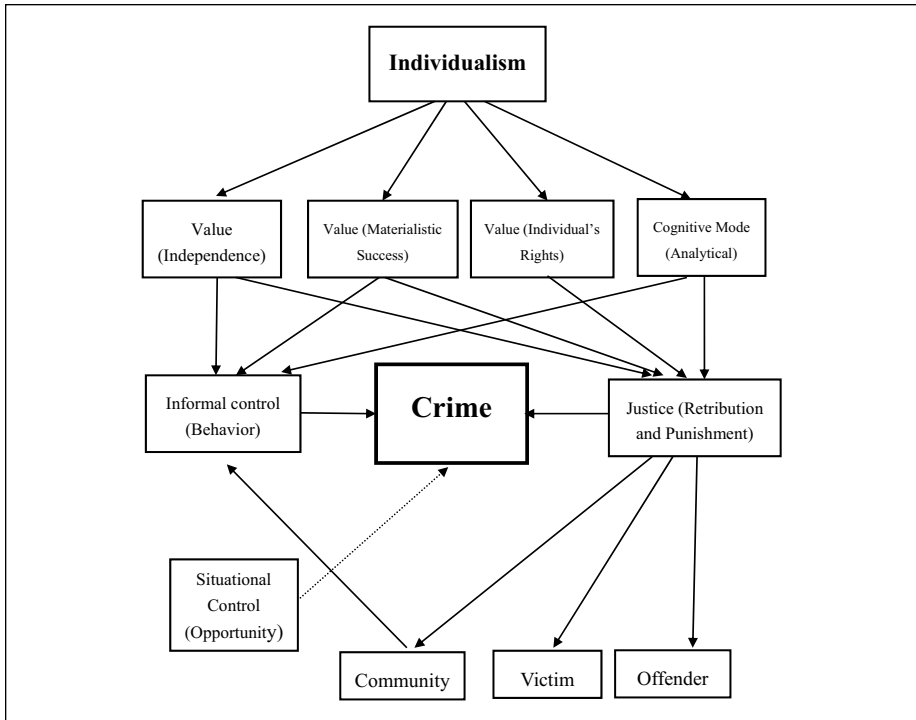 Individualism
Value
(Independence)
Value (Materialistic
Success)
Value (Individual's
Rights)
Cognitive Mode
(Analytical)
Informal control
(Behavior)
Crime
Justice (Retribution
and Punishment)
Situational
Control
(Opportunity)
Community
Victim
Offender